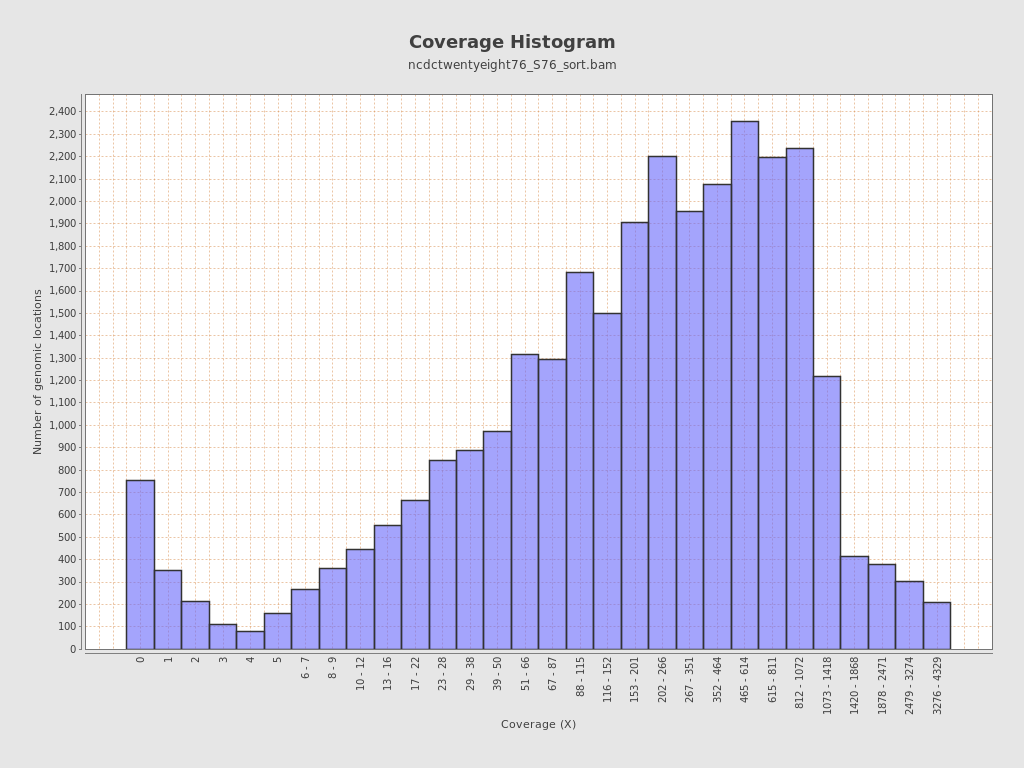 Coverage Histogram
ncdctwentyeight76_S76_sort.bam
Number of genomic locations
2,400
2,300
2,200
2,100
2,000
1,900
1,800
1,700
1,600
1,500
1,400
1,300
1,200
1,100
1,000
900
800
700
600
500
400
300
200
100
0
0
1
2
3
4
5
6 - 7
8 - 9
10 - 12
13 - 16
17 - 22
23 - 28
29 - 38
39 - 50
51 - 66
67 - 87
88 - 115
116 - 152
153 - 201
202 - 266
267 - 351
352 - 464
465 - 614
615 - 811
812 - 1072
1073 - 1418
1420 - 1868
1878 - 2471
2479 - 3274
3276 - 4329
Coverage (X)